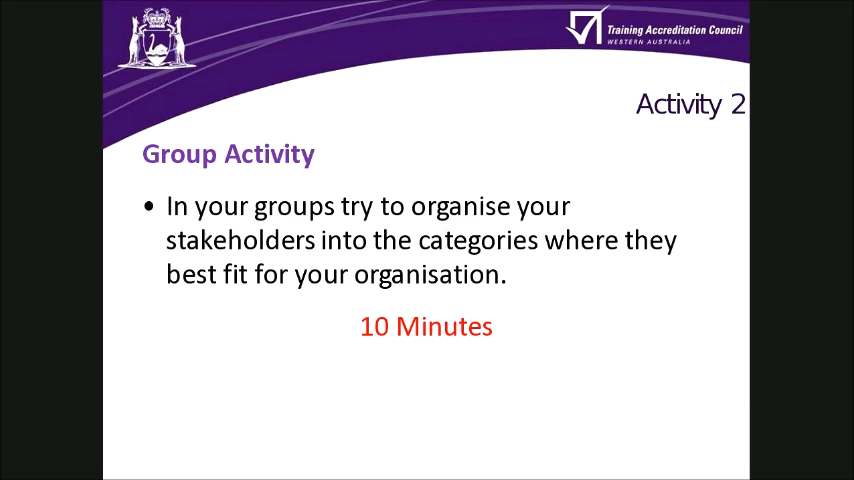 Training Accreditation Council
WESTERN AUSTRALIA
Activity 2
Group Activity
• In your groups try to organise your
stakeholders into the categories where they
best fit for your organisation.
10 Minutes